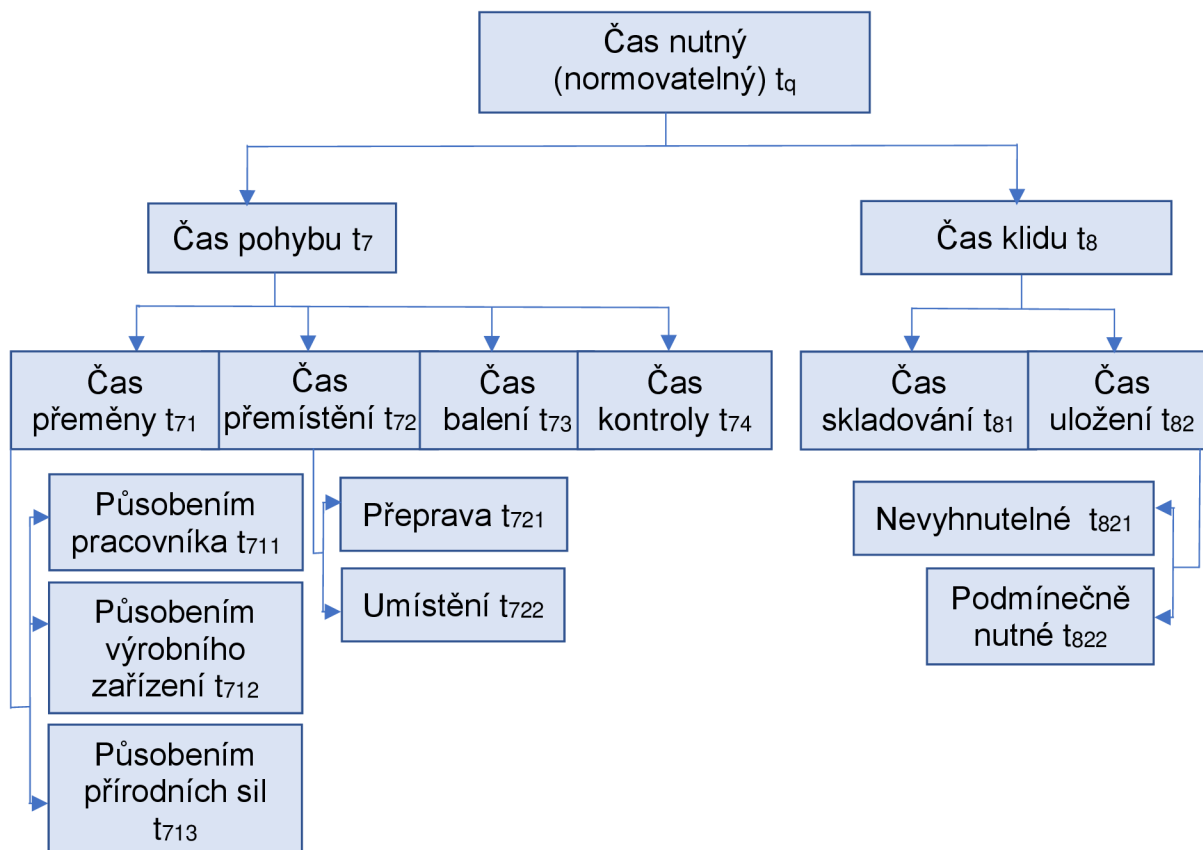 Čas nutný
(normovatelný) tq
Čas pohybu t7
Čas klidu t8
Čas
přeměny t71
Čas
přemístění t72
Čas
balení t73
Čas
kontroly t74
Čas
skladování t81
Čas
uložení t82
Působením
pracovníka t711
Působením
výrobního
zařízení t712
Působením
přírodních sil
t713
Přeprava t721
Umístění t722
Nevyhnutelné t821
Podmínečně
nutné t822